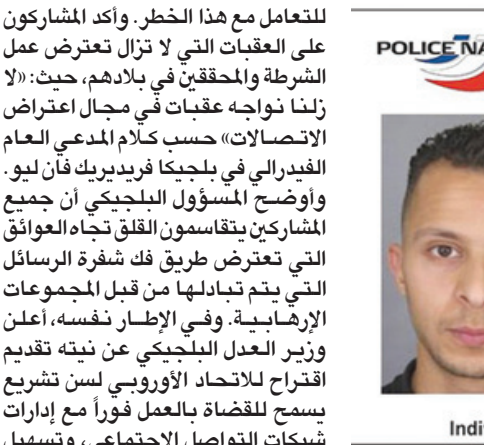 للتعامل مع هذا الخطر. وأكد المشاركون
على العقبات التي لا تزال تعترض عمل
الشرطة والمحققين في بلادهم، حيث: «لا
زلنا نواجه عقبات في مجال اعتراض
الاتصالات» حسب كلام المدعي العام
الفيدرالي في بلجيكا فريديريك فان ليو.
وأوضح المسؤول البلجيكي أن جميع
المشاركين يتقاسمون القلق تجاه العوائق
التي تعترض طريق فك شفرة الرسائل
التي يتم تبادلها من قبل المجموعات
الإرهابية. وفي الإطار نفسه، أعلن
وزير العدل البلجيكي عن نيته تقديم
اقتراح للاتحاد الأوروبي لسن تشريع
يسمح للقضاة بالعمل فوراً مع إدارات
شبكات التواصل الاجتماعي، وتسهيل
POLICE NA
Indi